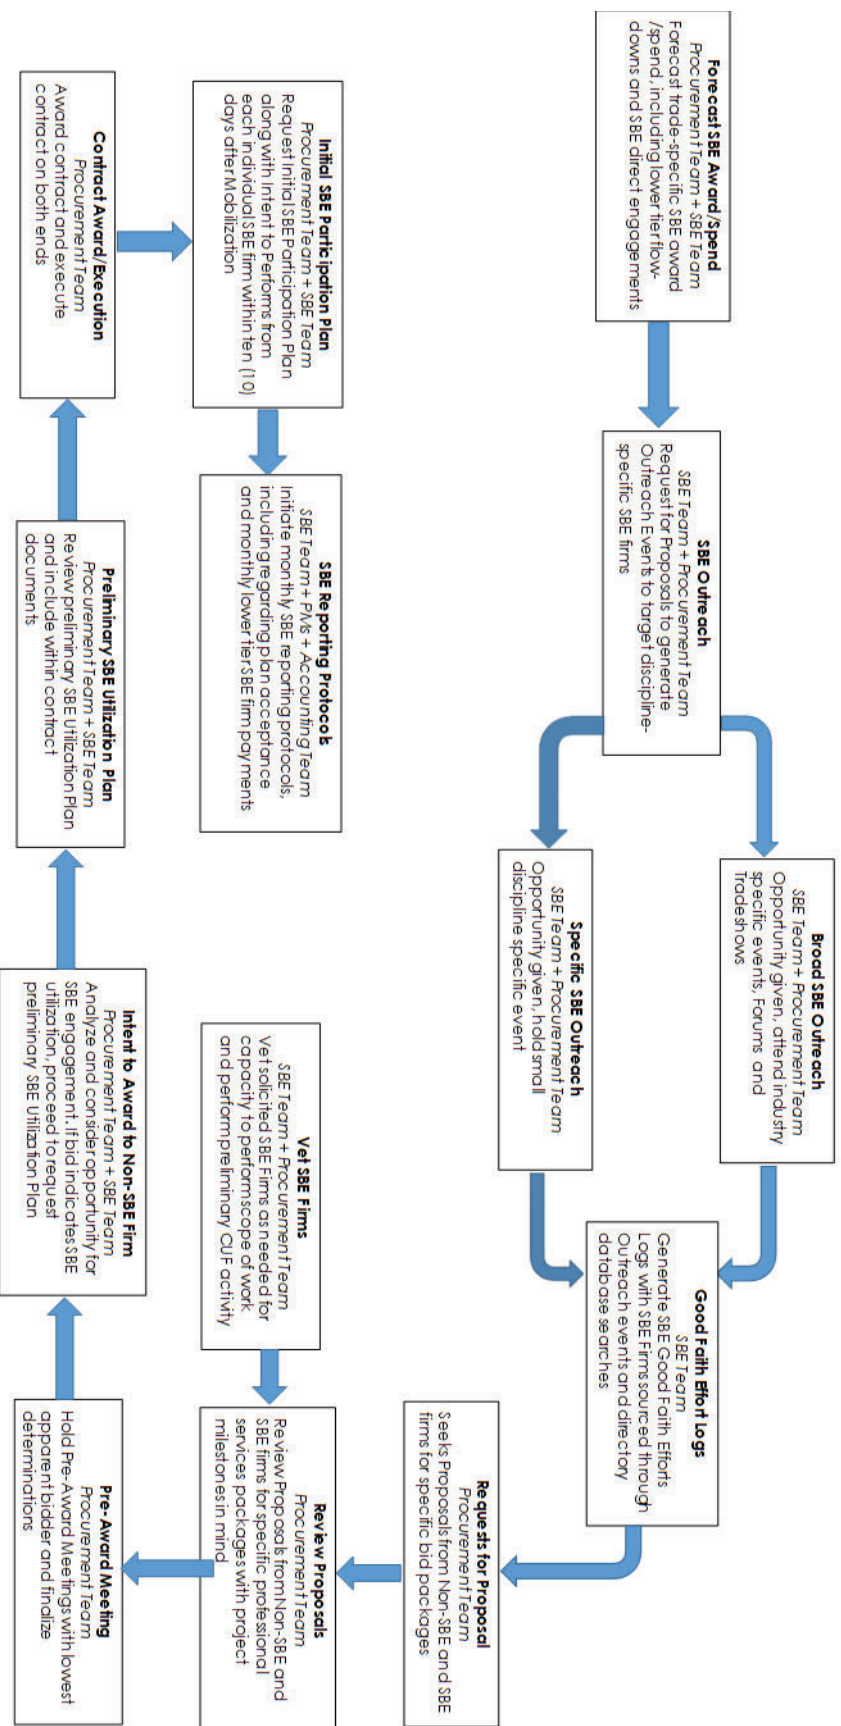 Forecast SBE Award/Spend
Procurement Team + SBE Team
Forecast trade-specific SBE award
/spend, including lower tier flow-
downs and SBE direct engagements
SBE Outreach
SBE Team + Procurement Team
Request for Proposals to generate
Outreach Events to target discipline-
specific SBE firms
Broad SBE Outreach
SBE Team + Procurement Team
Opportunity given, attend industry
specific events, Forums and
Tradeshows
Specific SBE Outreach
SBE Team + Procurement Team
Opportunity given, hold small
discipline specific event
Good Faith Effort Logs
SBE Team
Generate SBE Good Faith Efforts
Logs with SBE Firms sourced through
Outreach events and directory
database searches
Requests for Proposal
Procurement Team
Seeks Proposals from Non-SBE and SBE
firms for specific bid packages
Vet SBE Firms
SBE Team + Procurement Team
Vet solicited SBE Firms as needed for
capacity to perform scope of work
and perform preliminary CUF activity
Review Proposals
Procurement Team
Review Proposals from Non-SBE and
SBE firms for specific professional
services packages with project
milestones in mind
Pre-Award Meeting
Procurement Team
Hold Pre-Award Meetings with lowest
apparent bidder and finalize
determinations
Intent to Award to Non-SBE Firm
Procurement Team + SBE Team
Analyze and consider opportunity for
SBE engagement. If bid indicates SBE
utilization, proceed to request
preliminary SBE Utilization Plan
Preliminary SBE Utilization Plan
Procurement Team + SBE Team
Review preliminary SBE Utilization Plan
and include within contract
documents
Contract Award/Execution
Procurement Team
Award contract and execute
contract on both ends
Initial SBE Participation Plan
Procurement Team + SBE Team
Request Initial SBE Participation Plan
along with Intent to Performs from
each individual SBE firm within ten (10)
days after Mobilization
SBE Reporting Protocols
SBE Team + PMs + Accounting Team
Initiate monthly SBE reporting protocols,
including regarding plan acceptance
and monthly lower tier SBE firm payments